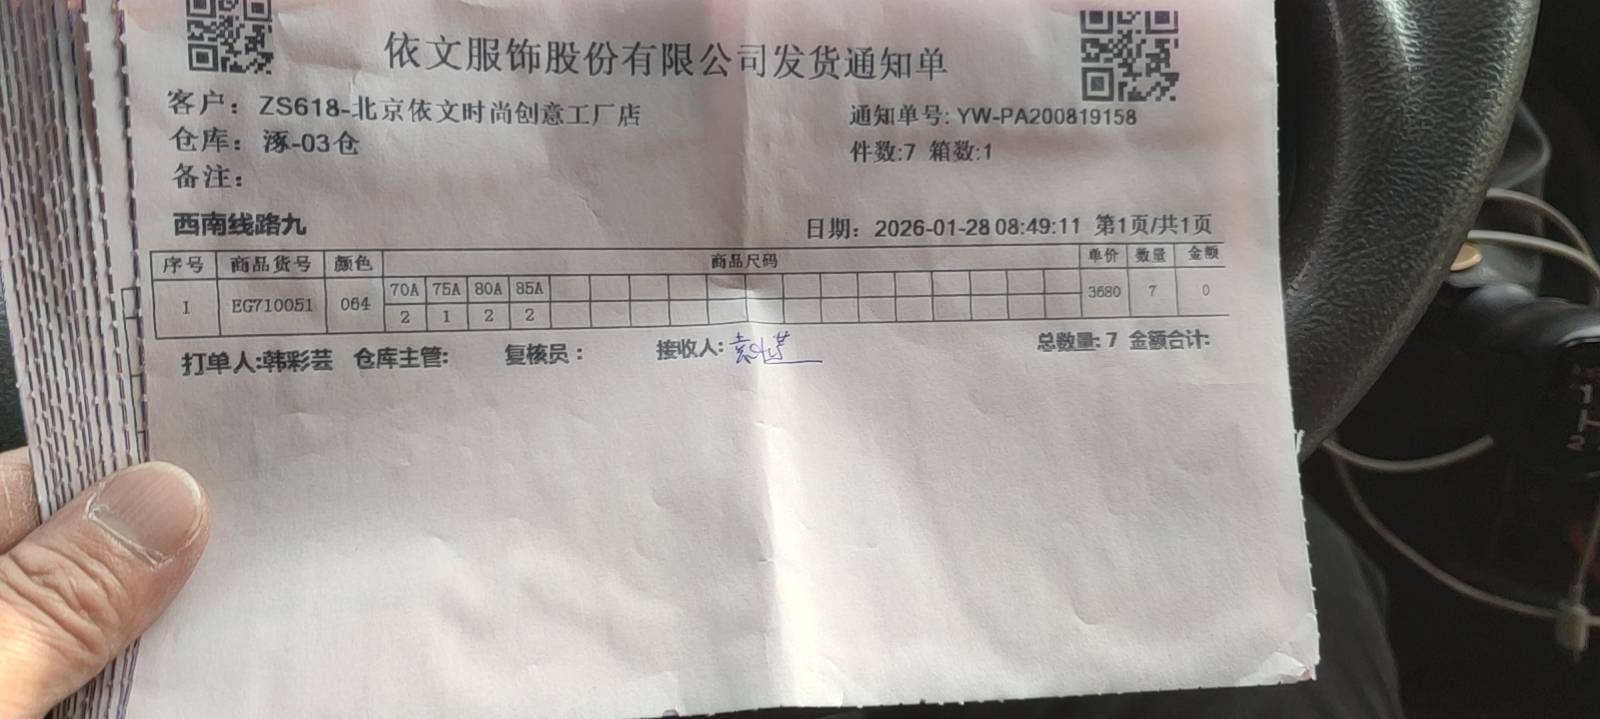 依文服饰股份有限公司发货通知单
客户：ZS618-北京依文时尚创意工厂店 通知单号: YW-PA200819158
仓库：涿-03仓 件数:7 箱数:1
备注：
西南线路九 日期：2026-01-28 08:49:11 第1页/共1页
序号 商品货号 颜色 商品尺码 单价 数量 金额
70A 75A 80A 85A
1 EG710051 064 3680 7 0
2 1 2 2
打单人:韩彩芸 仓库主管: 复核员： 接收人: 总数量: 7 金额合计:
1
2